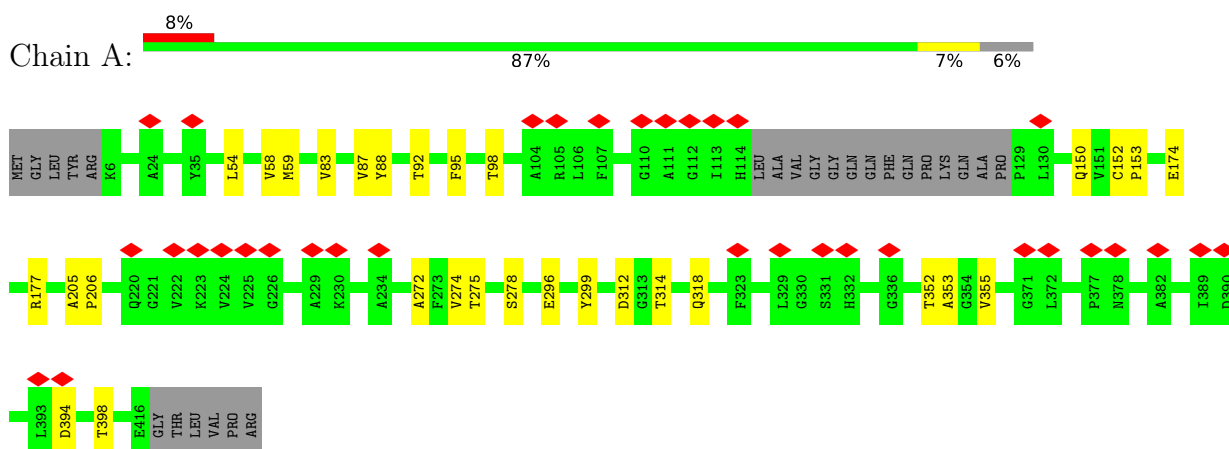 8%
Chain A:
87% 7% 6%
MET GLY LEU TYR ARG K6 A24 Y35 L54 V58 M59 V83 V87 Y88 T92 F95 T98 A104 R105 L106 F107 G110 A111 G112 I113 H114 LEU ALA VAL GLY GLY GLN GLN PHE GLN PRO LYS GLN ALA PRO P129 L130 Q150 V151 C152 P153 E174
R177 A205 P206 Q220 G221 V222 K223 V224 V225 G226 A229 K230 A234 A272 F273 V274 T275 S278 E296 Y299 D312 G313 T314 Q318 F323 L329 G330 S331 H332 G336 T352 A353 G354 V355 G371 L372 P377 N378 A382 I389 D390
L393 D394 T398 E416 GLY THR LEU VAL PRO ARG